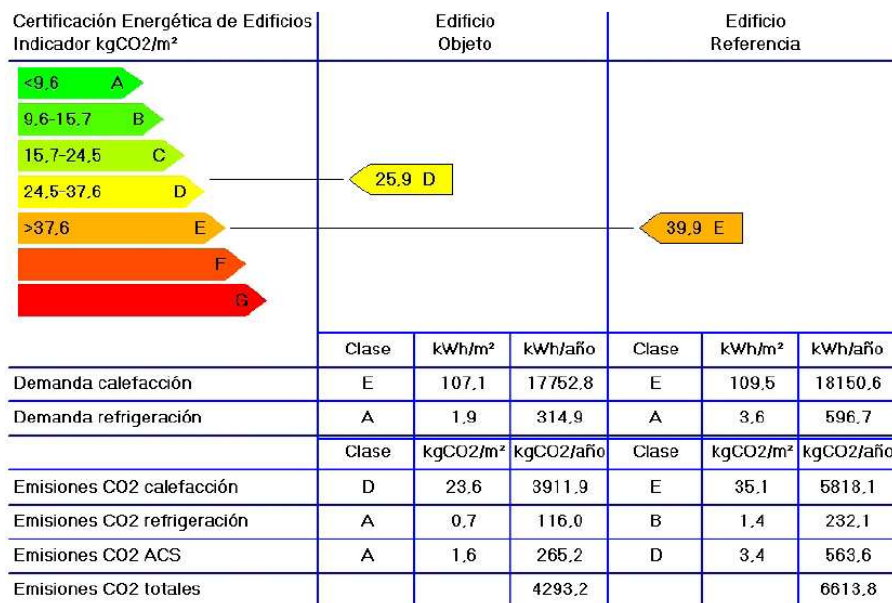 Certificación Energética de Edificios
Indicador kgCO2/m²
Edificio
Objeto
Edificio
Referencia
<9,6 A
9,6-15,7 B
15,7-24,5 C
24,5-37,6 D
>37,6 E
F
G
25,9 D
39,9 E
Clase kWh/m² kWh/año Clase kWh/m² kWh/año
Demanda calefacción E 107,1 17752,8 E 109,5 18150,6
Demanda refrigeración A 1,9 314,9 A 3,6 596,7
Clase kgCO2/m² kgCO2/año Clase kgCO2/m² kgCO2/año
Emisiones CO2 calefacción D 23,6 3911,9 E 35,1 5818,1
Emisiones CO2 refrigeración A 0,7 116,0 B 1,4 232,1
Emisiones CO2 ACS A 1,6 265,2 D 3,4 563,6
Emisiones CO2 totales 4293,2 6613,8